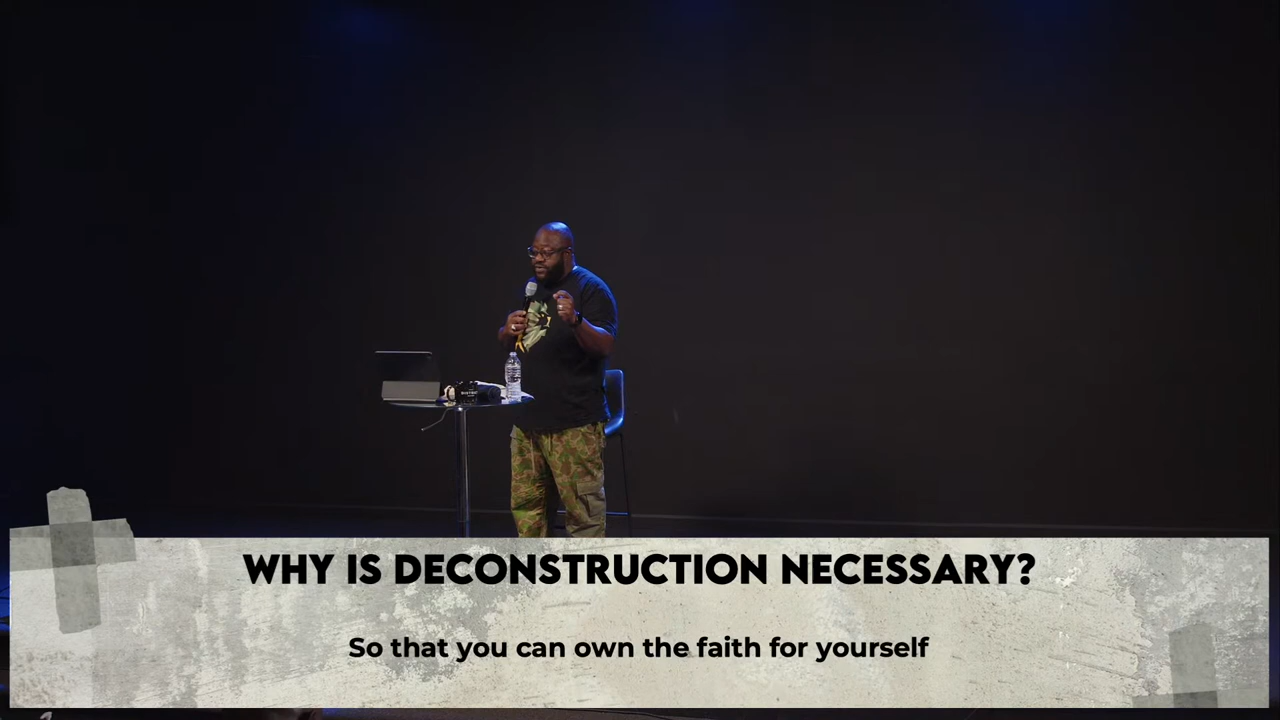 WHY IS DECONSTRUCTION NECESSARY?
So that you can own the faith for yourself